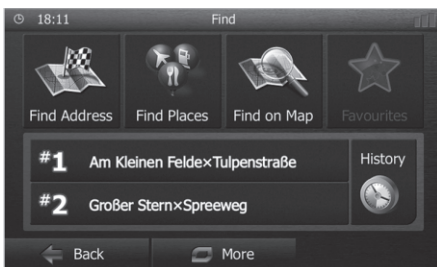 18:11 Find
Find Address Find Places Find on Map Favourites
#1 Am Kleinen Felde×Tulpenstraße History
#2 Großer Stern×Spreeweg
Back More